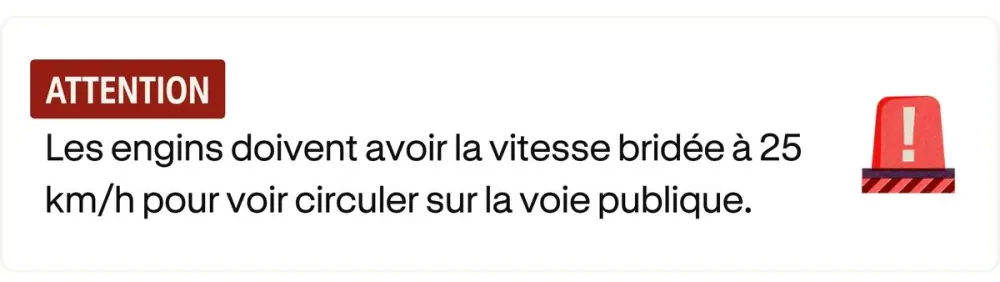 ATTENTION
Les engins doivent avoir la vitesse bridée à 25
km/h pour voir circuler sur la voie publique.